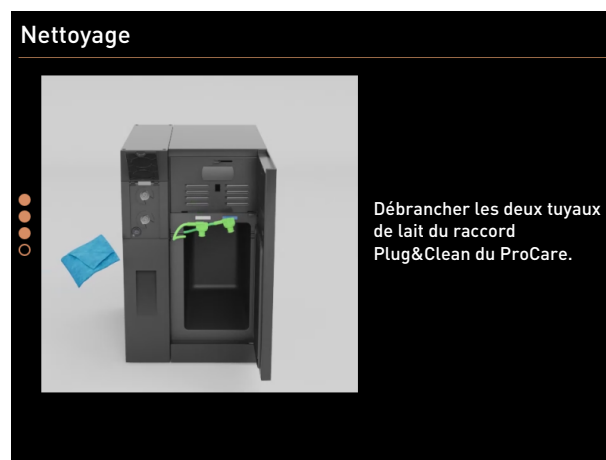 Nettoyage
Débrancher les deux tuyaux
de lait du raccord
Plug&Clean du ProCare.